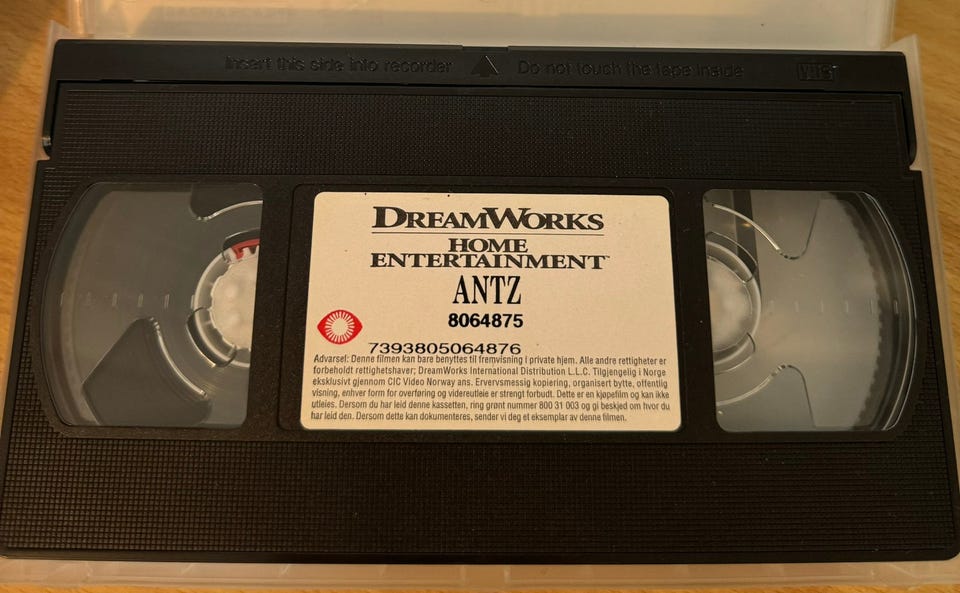 Insert this side into recorder Do not touch the tape inside VHS
DREAMWORKS
HOME
ENTERTAINMENT™
ANTZ
8064875
7393805064876
Advarsel: Denne filmen kan bare benyttes til fremvisning i private hjem. Alle andre rettigheter er
forbeholdt rettighetshaver; DreamWorks International Distribution L.L.C. Tilgjengelig i Norge
eksklusivt gjennom CIC Video Norway ans. Ervervsmessig kopiering, organisert bytte, offentlig
visning, enhver form for overføring og videreutleie er strengt forbudt. Dette er en kjøpefilm og kan ikke
utleies. Dersom du har leid denne kassetten, ring grønt nummer 800 31 003 og gi beskjed om hvor du
har leid den. Dersom dette kan dokumenteres, sender vi deg et eksemplar av denne filmen.